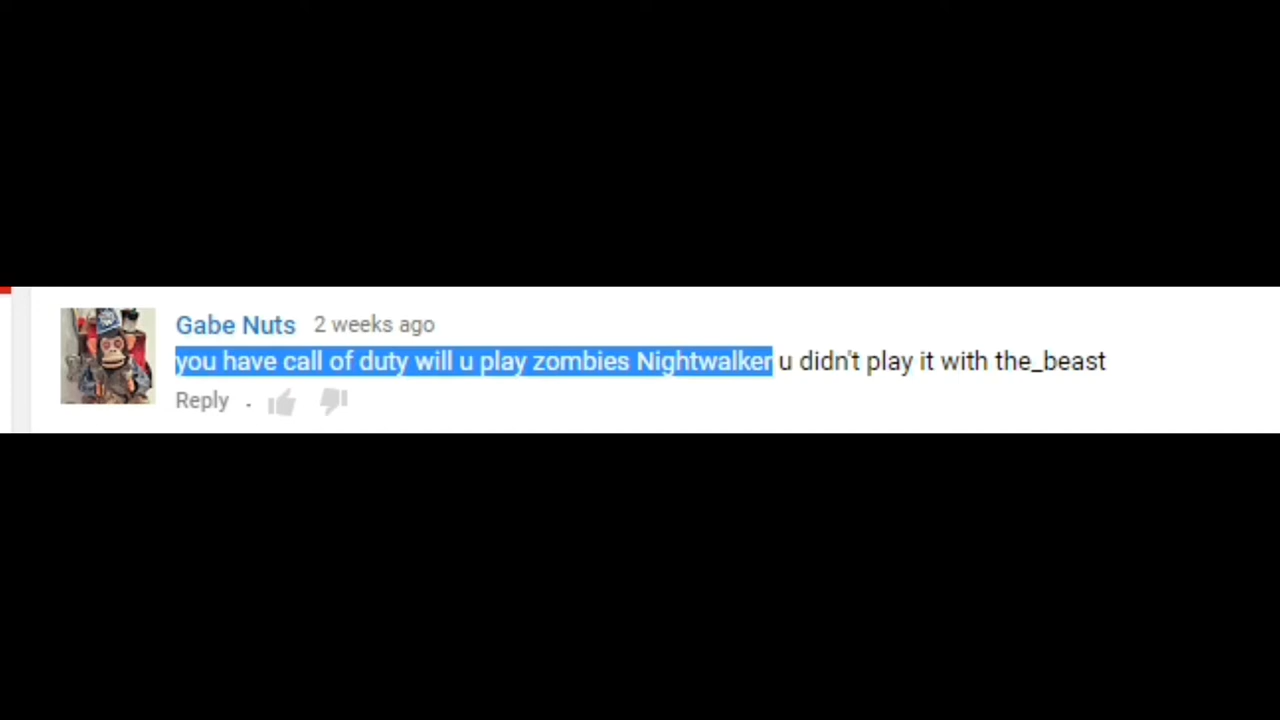 Gabe Nuts 2 weeks ago
you have call of duty will u play zombies Nightwalker u didn't play it with the_beast
Reply .